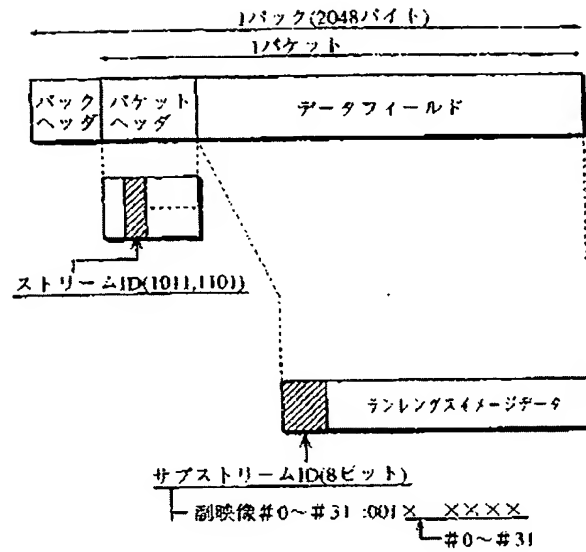 1パック(2048バイト)
1パケット
パック
ヘッダ
パケット
ヘッダ
データフィールド
ストリームID(1011,1101)
ランレングスイメージデータ
サブストリームID(8ビット)
副映像#0~#31 :001× ××××
#0~#31